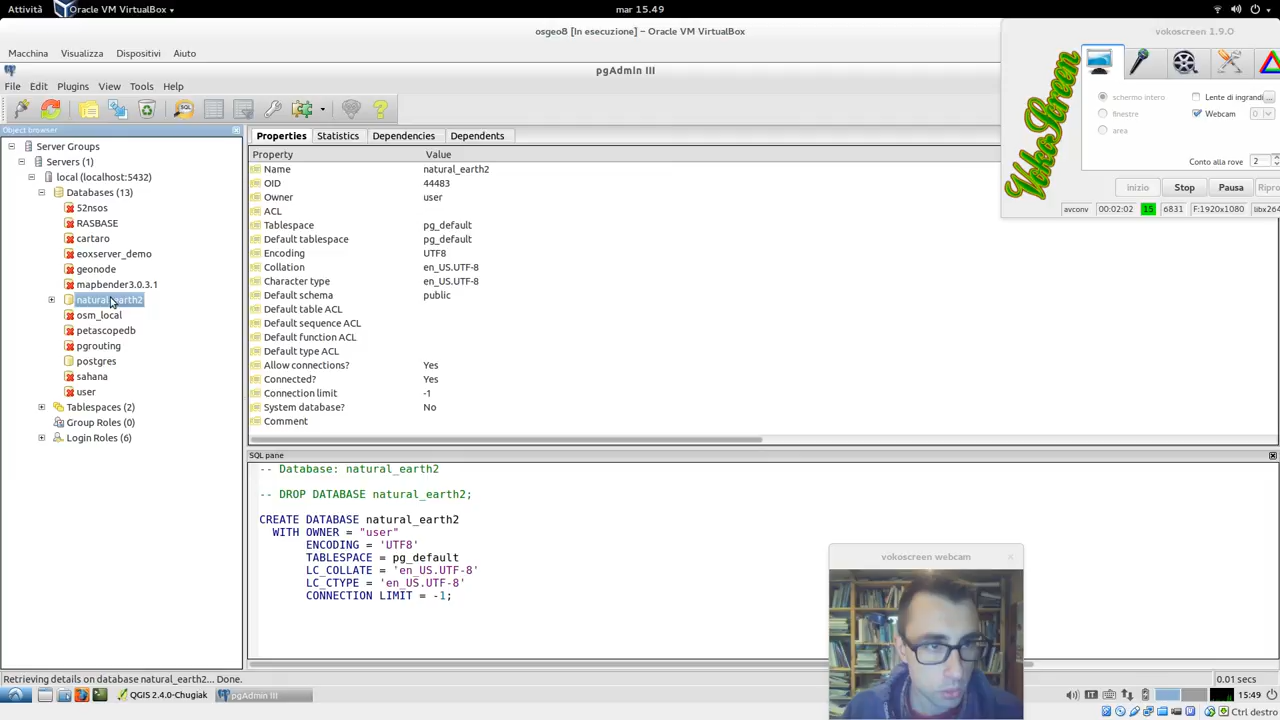 Attività
Oracle VM VirtualBox
mar 15.49
osgeo8 [In esecuzione] – Oracle VM VirtualBox
Macchina Visualizza Dispositivi Aiuto
pgAdmin III
File Edit Plugins View Tools Help
SQL
Object browser
Server Groups
Servers (1)
local (localhost:5432)
Databases (13)
52nsos
RASBASE
cartaro
eoxserver_demo
geonode
mapbender3.0.3.1
natural_earth2
osm_local
petascopedb
pgrouting
postgres
sahana
user
Tablespaces (2)
Group Roles (0)
Login Roles (6)
Properties Statistics Dependencies Dependents
Property Value
Name natural_earth2
OID 44483
Owner user
ACL
Tablespace pg_default
Default tablespace pg_default
Encoding UTF8
Collation en_US.UTF-8
Character type en_US.UTF-8
Default schema public
Default table ACL
Default sequence ACL
Default function ACL
Default type ACL
Allow connections? Yes
Connected? Yes
Connection limit -1
System database? No
Comment
SQL pane
-- Database: natural_earth2
-- DROP DATABASE natural_earth2;
CREATE DATABASE natural_earth2
WITH OWNER = "user"
ENCODING = 'UTF8'
TABLESPACE = pg_default
LC_COLLATE = 'en_US.UTF-8'
LC_CTYPE = 'en_US.UTF-8'
CONNECTION LIMIT = -1;
vokoscreen 1.9.0
VokoScreen
schermo intero
finestre
area
Lente di ingrandi ...
Webcam 0
Conto alla rove 2
inizio Stop Pausa Ripro
avconv 00:02:02 15 6831 F:1920x1080 libx264
vokoscreen webcam
Retrieving details on database natural_earth2... Done.
0.01 secs
QGIS 2.4.0-Chugiak
pgAdmin III
IT
15:49
Ctrl destro